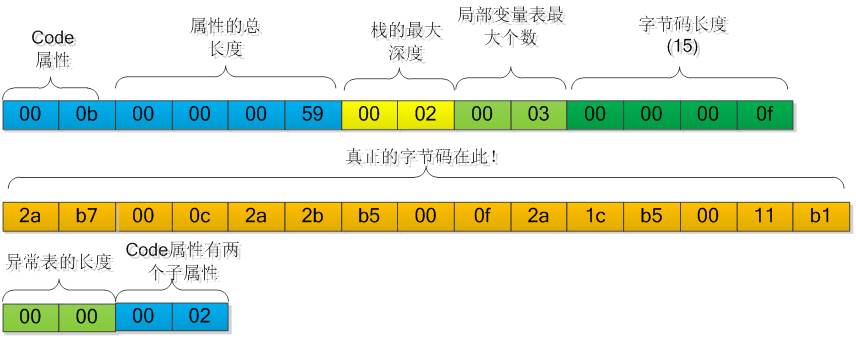 Code
属性
属性的总
长度
栈的最大
深度
局部变量表最
大个数
字节码长度
(15)
00 0b 00 00 00 59 00 02 00 03 00 00 00 0f
真正的字节码在此！
2a b7 00 0c 2a 2b b5 00 0f 2a 1c b5 00 11 b1
异常表的长度
Code属性有两
个子属性
00 00 00 02